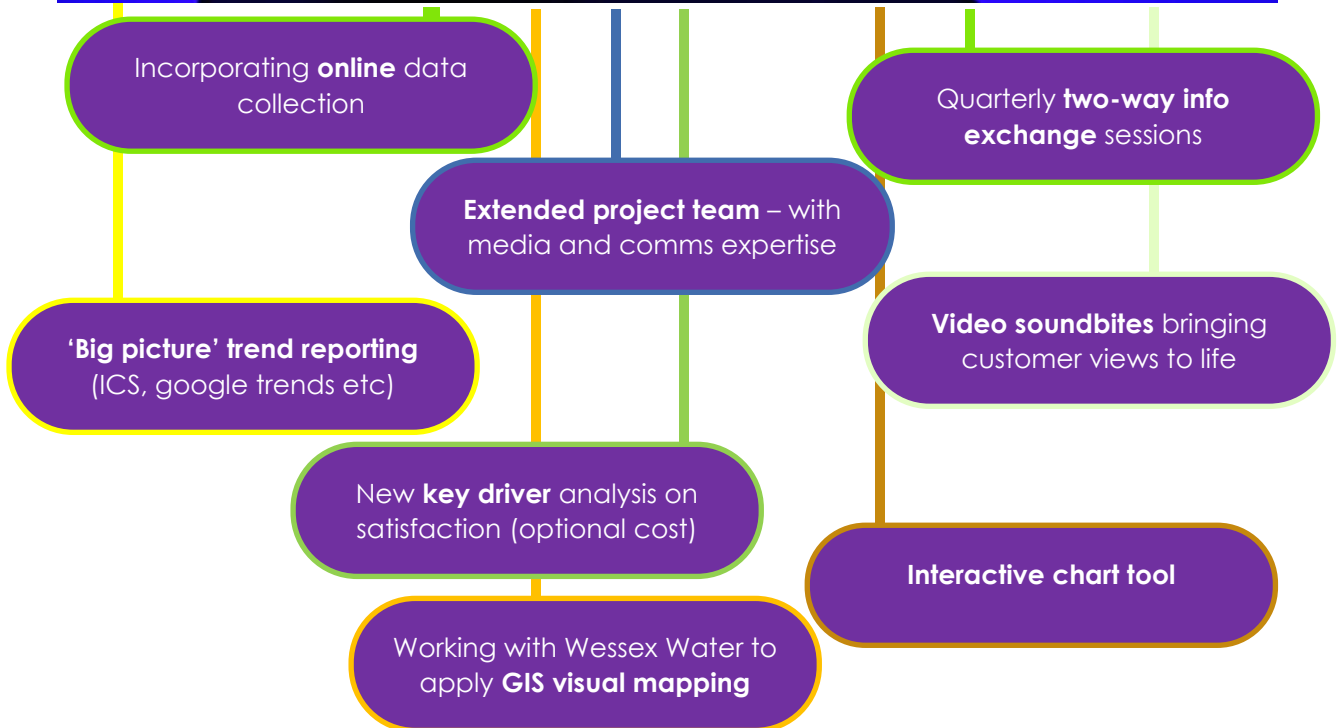 Incorporating online data
collection
Quarterly two-way info
exchange sessions
Extended project team – with
media and comms expertise
‘Big picture’ trend reporting
(ICS, google trends etc)
Video soundbites bringing
customer views to life
New key driver analysis on
satisfaction (optional cost)
Interactive chart tool
Working with Wessex Water to
apply GIS visual mapping